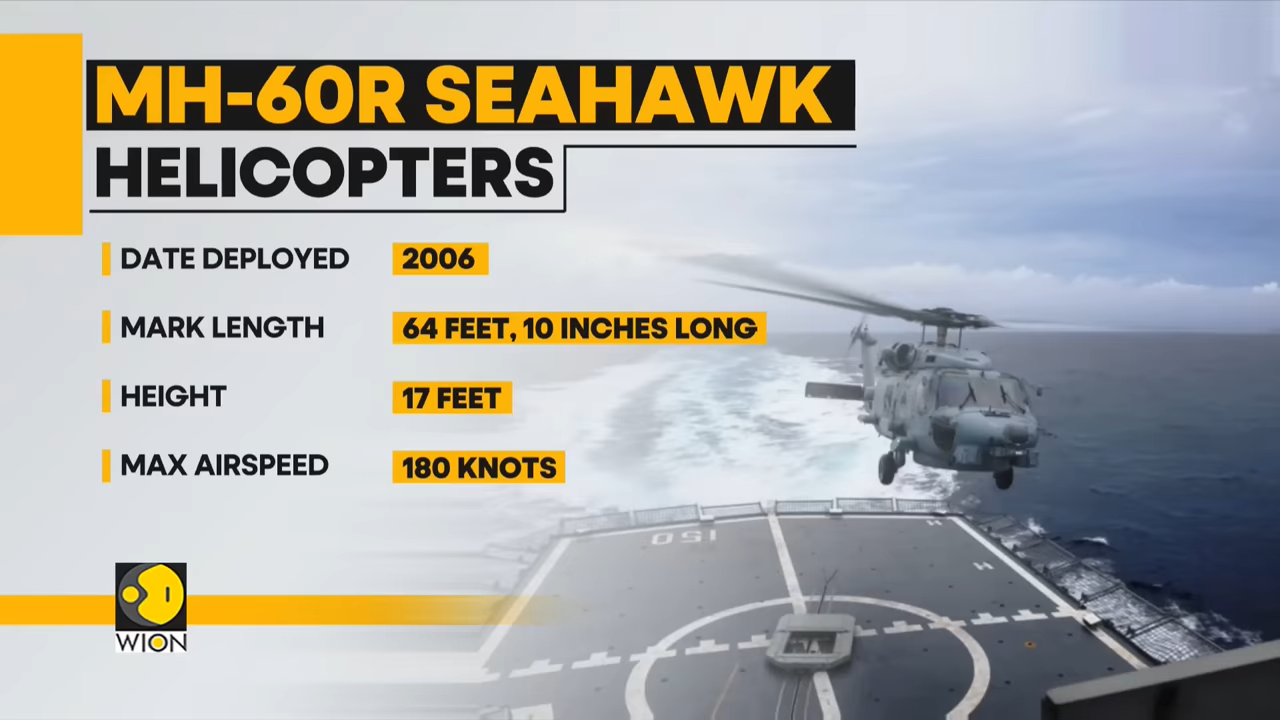 MH-60R SEAHAWK
HELICOPTERS
DATE DEPLOYED 2006
MARK LENGTH 64 FEET, 10 INCHES LONG
HEIGHT 17 FEET
MAX AIRSPEED 180 KNOTS
150
H
H
WION